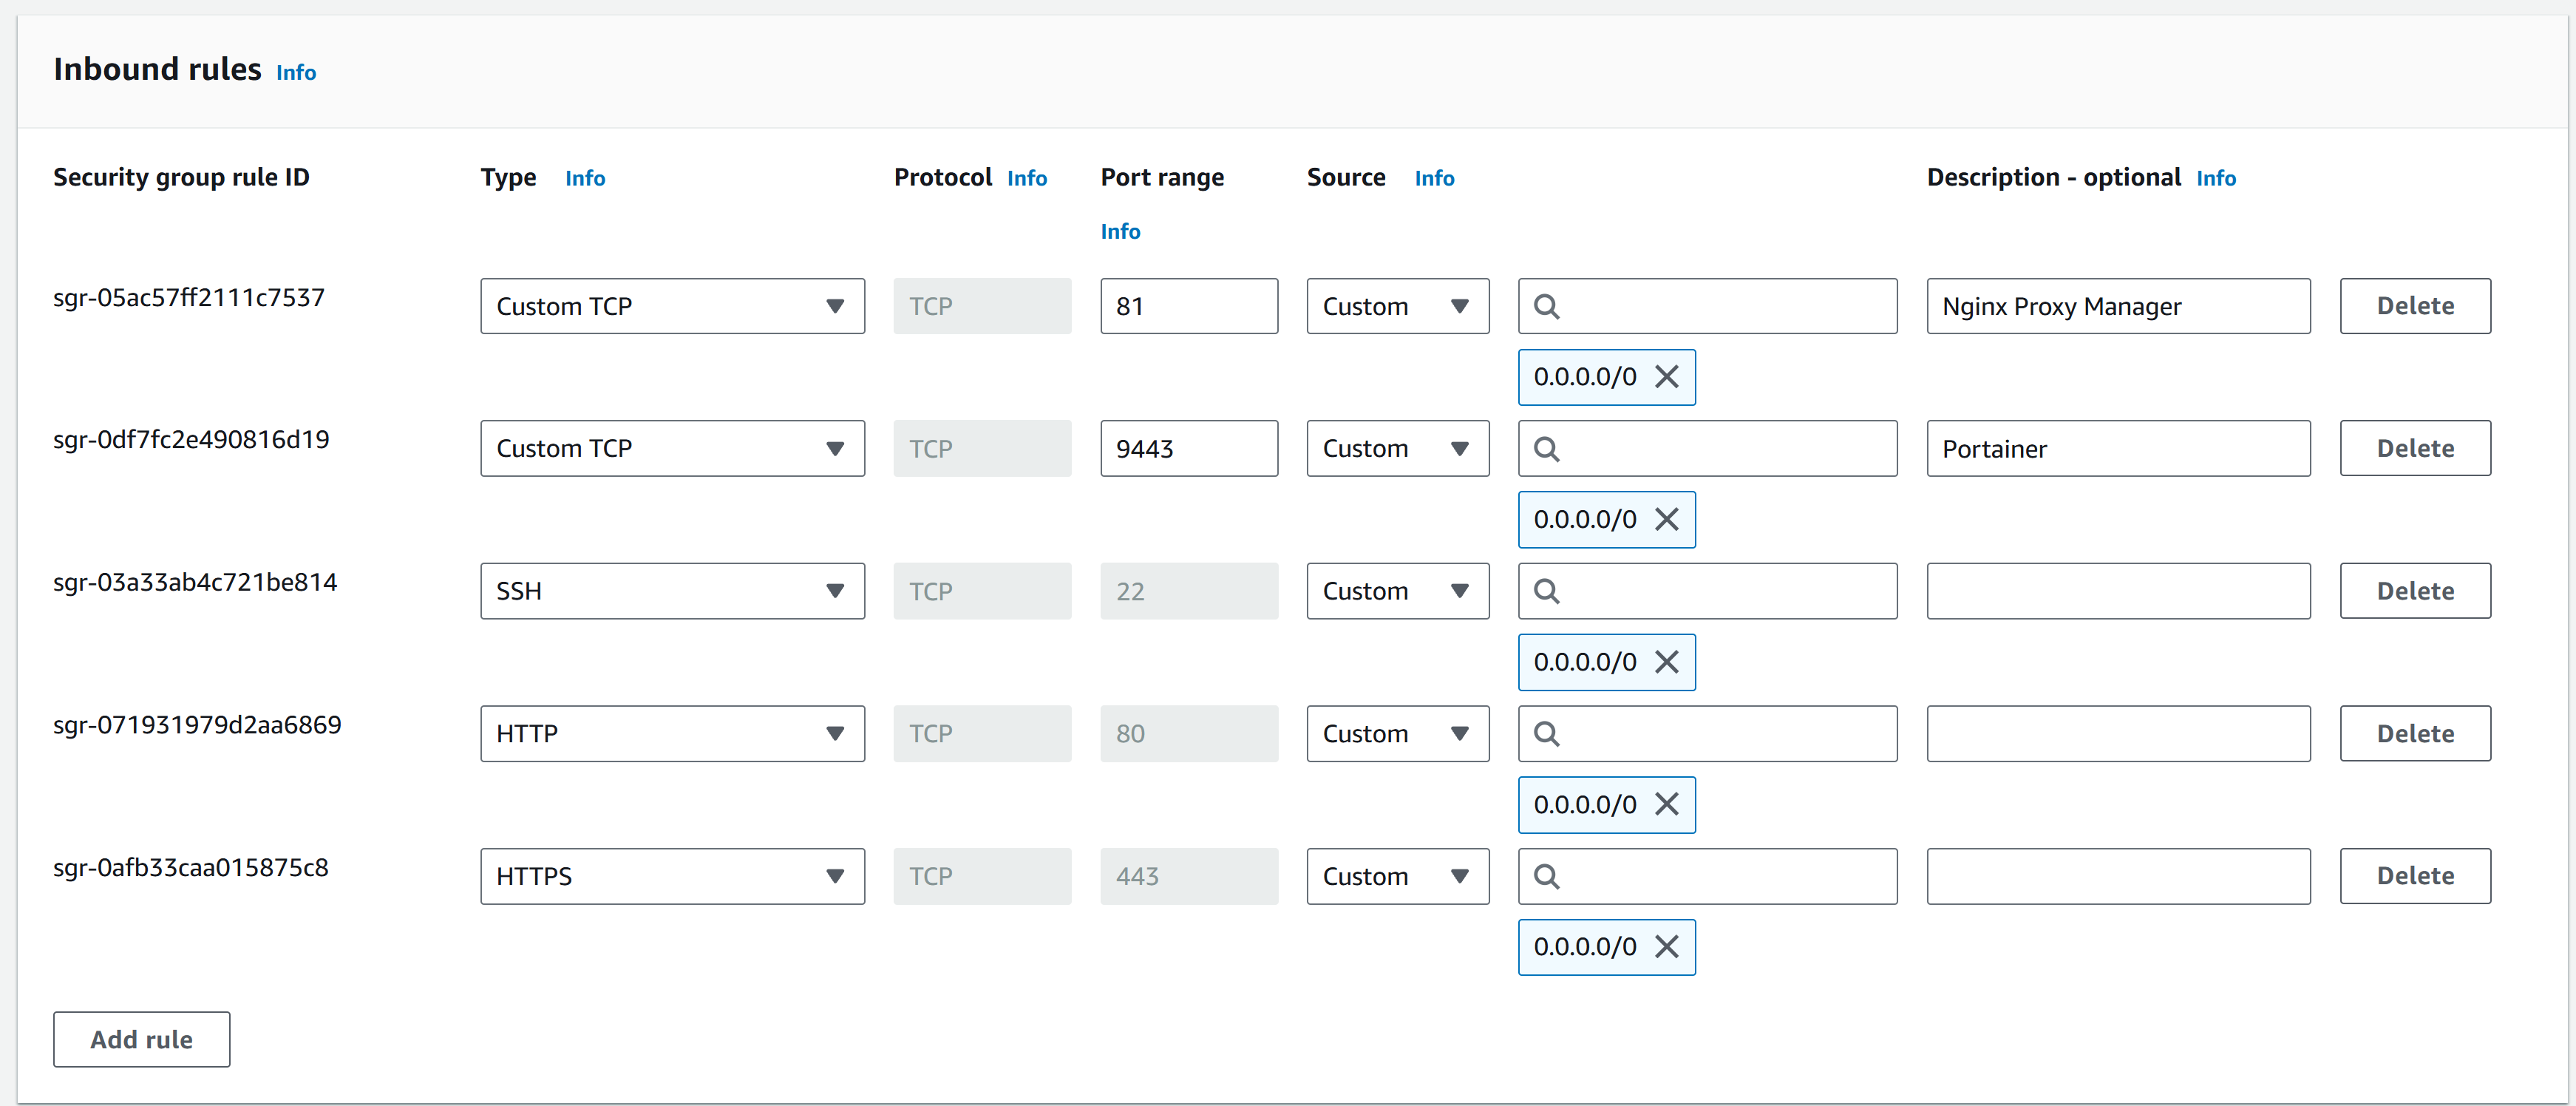 Inbound rules Info
Security group rule ID Type Info Protocol Info Port range Info Source Info Description - optional Info
sgr-05ac57ff2111c7537 Custom TCP TCP 81 Custom Nginx Proxy Manager Delete
0.0.0.0/0
sgr-0df7fc2e490816d19 Custom TCP TCP 9443 Custom Portainer Delete
0.0.0.0/0
sgr-03a33ab4c721be814 SSH TCP 22 Custom Delete
0.0.0.0/0
sgr-071931979d2aa6869 HTTP TCP 80 Custom Delete
0.0.0.0/0
sgr-0afb33caa015875c8 HTTPS TCP 443 Custom Delete
0.0.0.0/0
Add rule